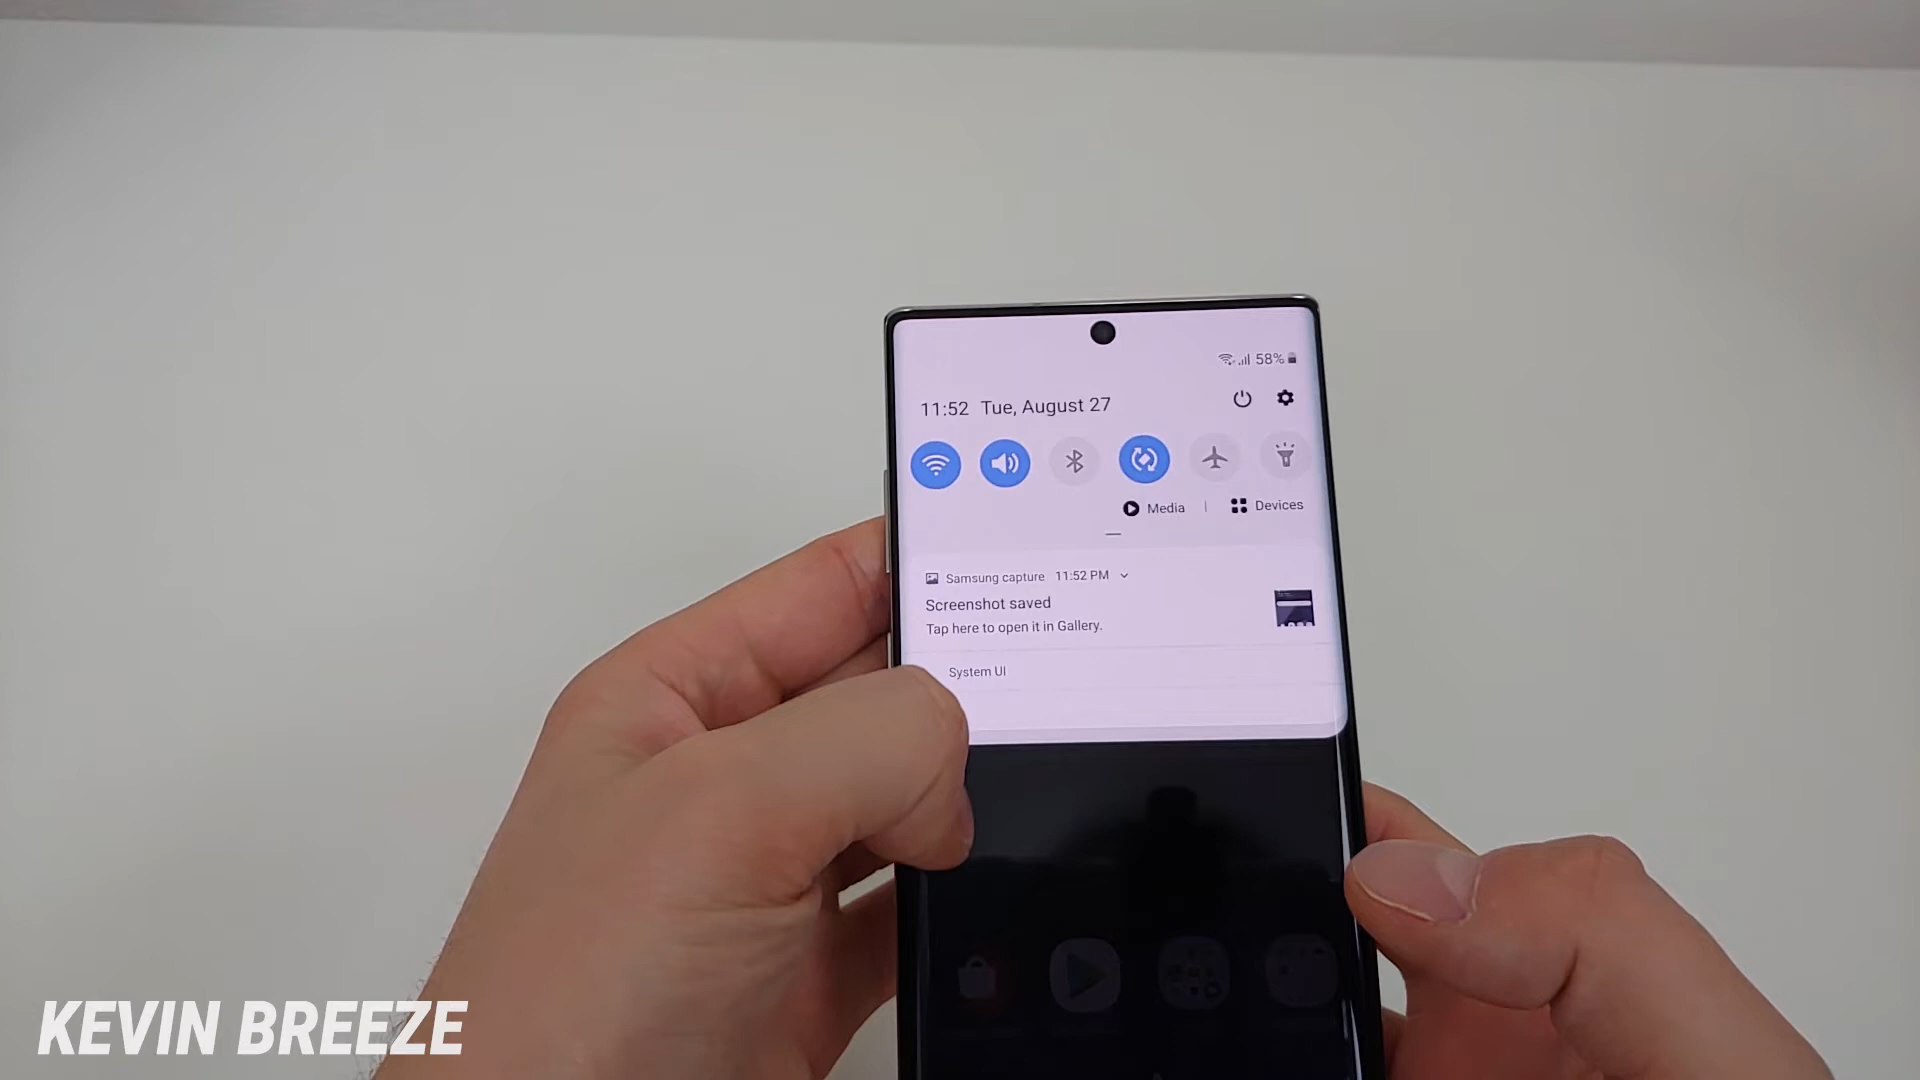 58%
11:52 Tue, August 27
Media | Devices
Samsung capture 11:52 PM
Screenshot saved
Tap here to open it in Gallery.
System UI
KEVIN BREEZE